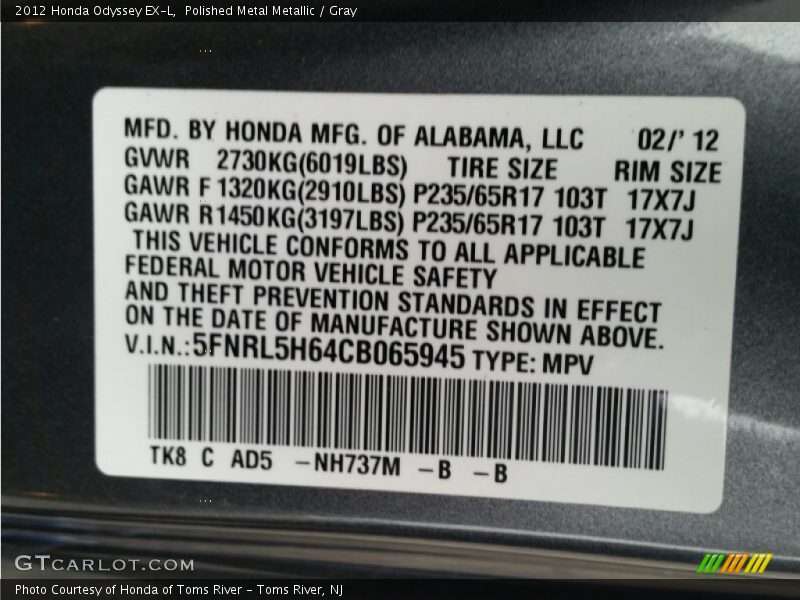 2012 Honda Odyssey EX-L, Polished Metal Metallic / Gray
MFD. BY HONDA MFG. OF ALABAMA, LLC 02/' 12
GVWR 2730KG(6019LBS) TIRE SIZE RIM SIZE
GAWR F 1320KG(2910LBS) P235/65R17 103T 17X7J
GAWR R1450KG(3197LBS) P235/65R17 103T 17X7J
THIS VEHICLE CONFORMS TO ALL APPLICABLE
FEDERAL MOTOR VEHICLE SAFETY
AND THEFT PREVENTION STANDARDS IN EFFECT
ON THE DATE OF MANUFACTURE SHOWN ABOVE.
V.I.N.:5FNRL5H64CB065945 TYPE: MPV
TK8 C AD5 -NH737M -B -B
GTCARLOT.COM
Photo Courtesy of Honda of Toms River - Toms River, NJ